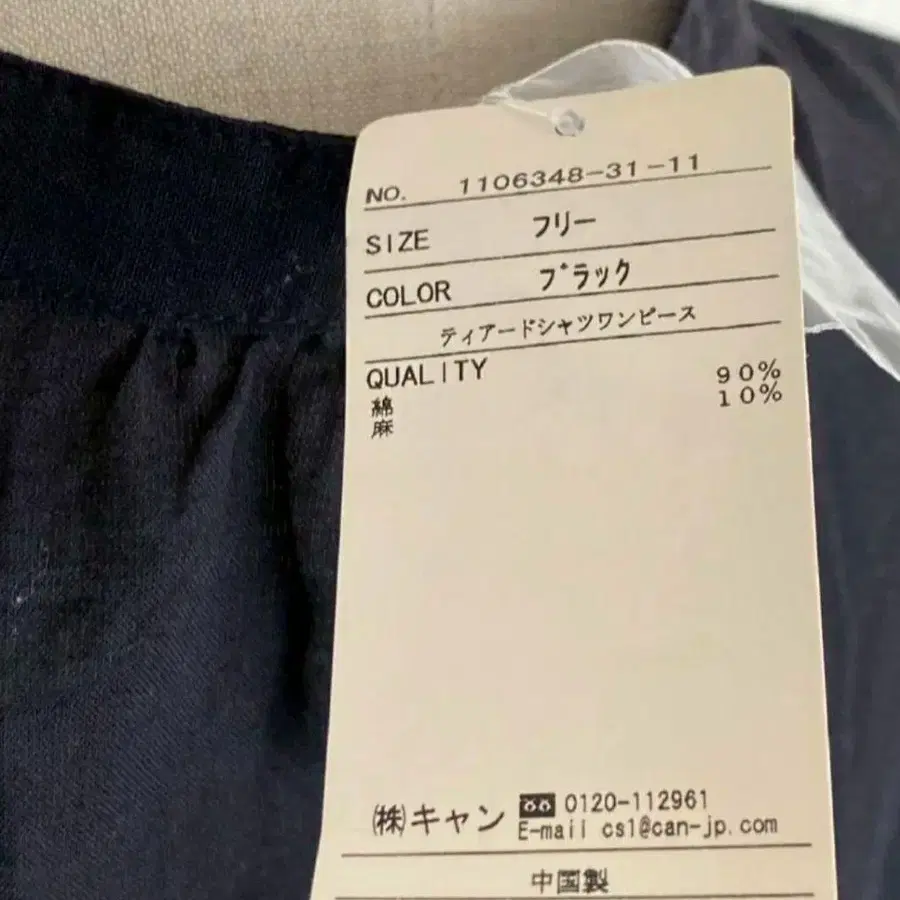 NO. 1106348-31-11
SIZE フリー
COLOR ブラック
ティアードシャツワンピース
QUALITY
綿 90%
麻 10%
㈱キャン 0120-112961
E-mail cs1@can-jp.com
中国製